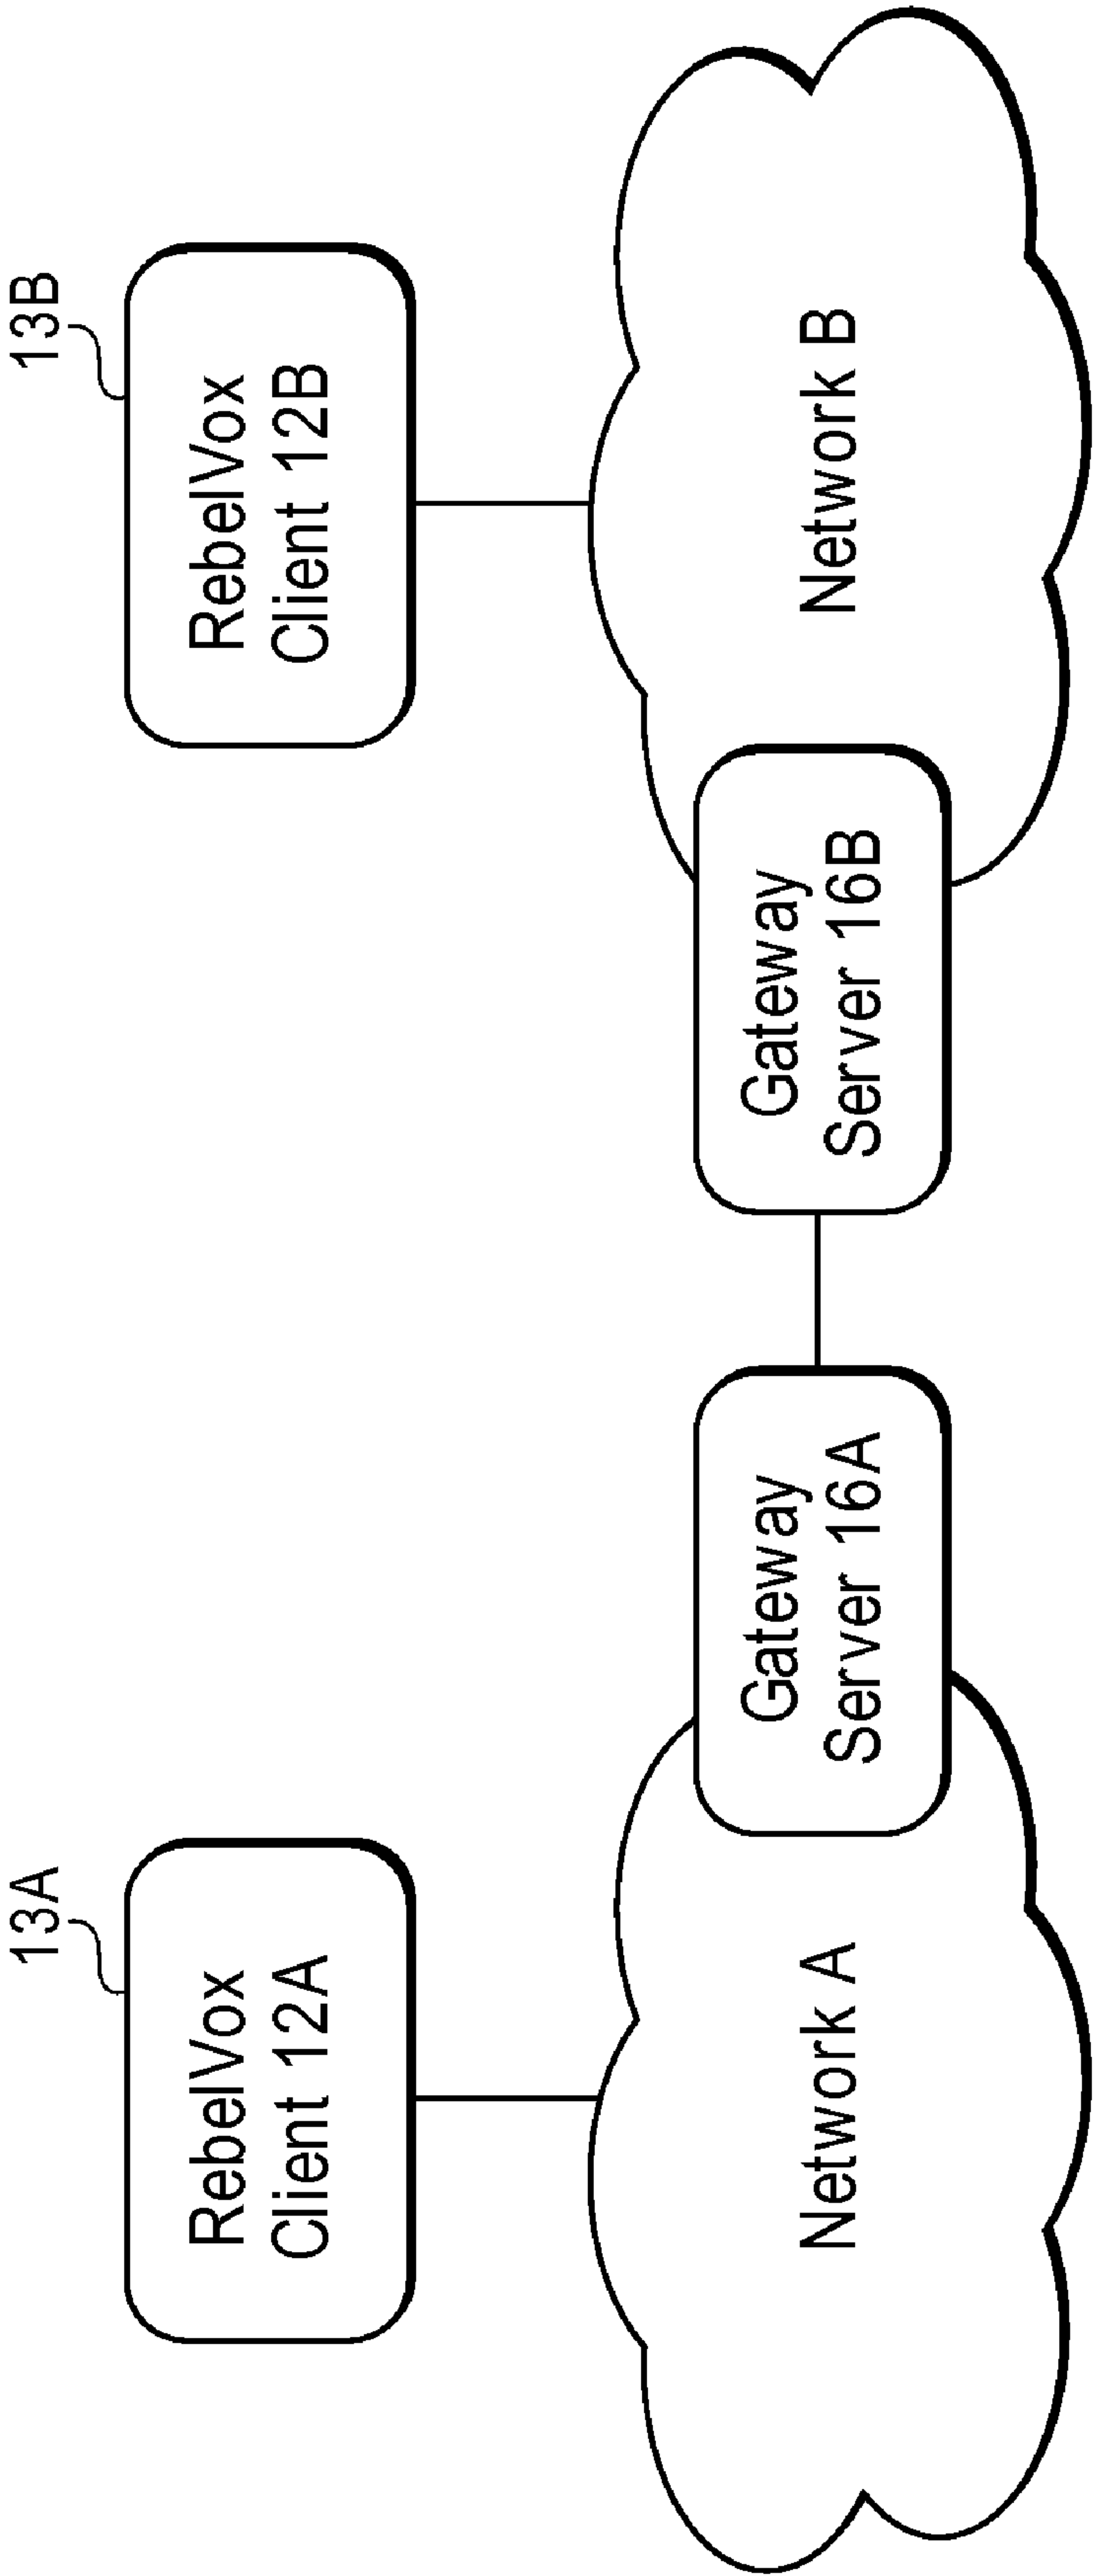 13A
13B
RebelVox
Client 12A
RebelVox
Client 12B
Gateway
Server 16A
Gateway
Server 16B
Network A
Network B